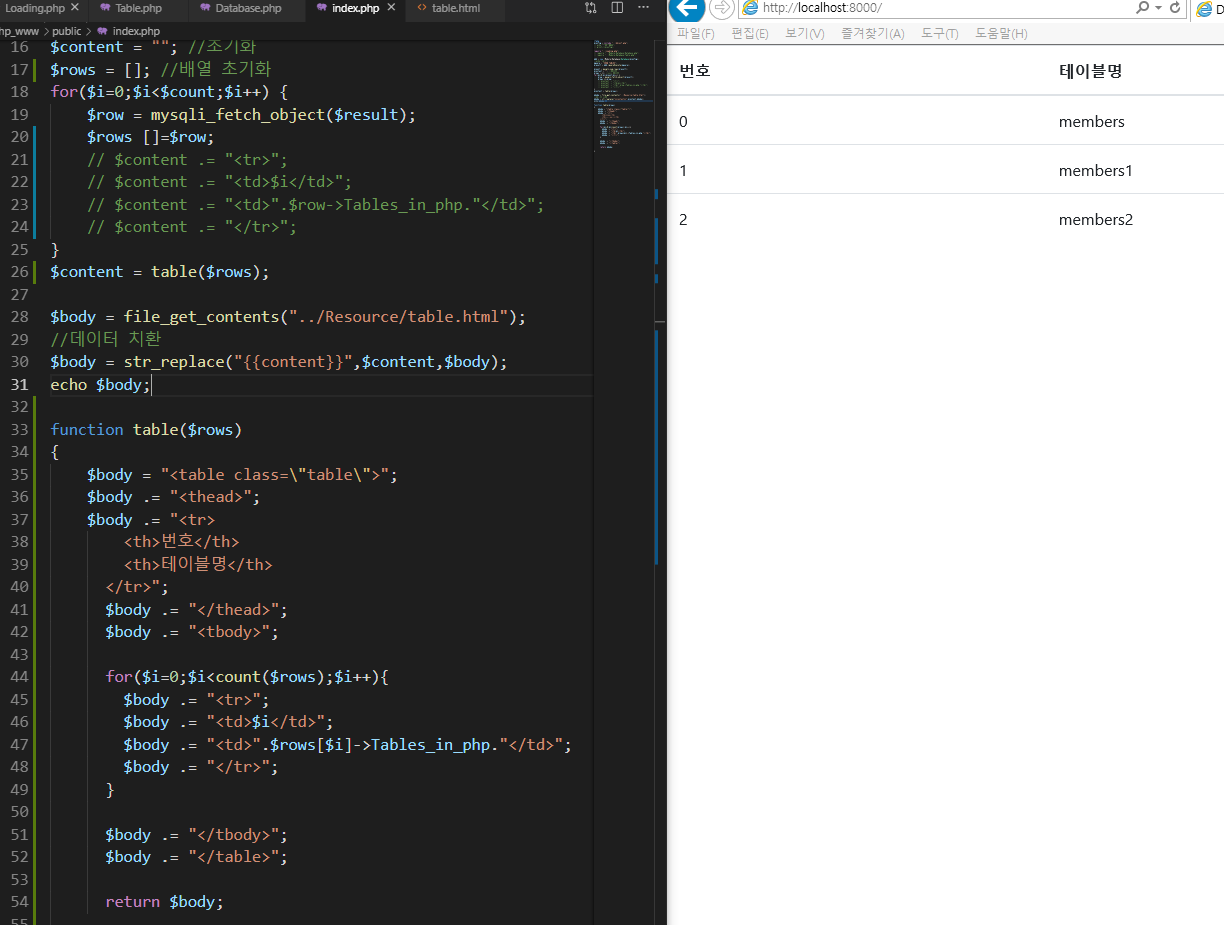 Loading.php Table.php Database.php index.php table.html
hp_www > public > index.php
16 $content = ""; //초기화
17 $rows = []; //배열 초기화
18 for($i=0;$i<$count;$i++) {
19 $row = mysqli_fetch_object($result);
20 $rows []=$row;
21 // $content .= "<tr>";
22 // $content .= "<td>$i</td>";
23 // $content .= "<td>".$row->Tables_in_php."</td>";
24 // $content .= "</tr>";
25 }
26 $content = table($rows);
27
28 $body = file_get_contents("../Resource/table.html");
29 //데이터 치환
30 $body = str_replace("{{content}}",$content,$body);
31 echo $body;
32
33 function table($rows)
34 {
35 $body = "<table class=\"table\">";
36 $body .= "<thead>";
37 $body .= "<tr>
38 <th>번호</th>
39 <th>테이블명</th>
40 </tr>";
41 $body .= "</thead>";
42 $body .= "<tbody>";
43
44 for($i=0;$i<count($rows);$i++){
45 $body .= "<tr>";
46 $body .= "<td>$i</td>";
47 $body .= "<td>".$rows[$i]->Tables_in_php."</td>";
48 $body .= "</tr>";
49 }
50
51 $body .= "</tbody>";
52 $body .= "</table>";
53
54 return $body;
55
http://localhost:8000/
파일(F) 편집(E) 보기(V) 즐겨찾기(A) 도구(T) 도움말(H)
번호 테이블명
0 members
1 members1
2 members2